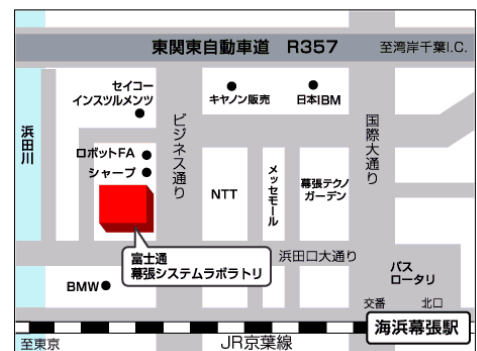 東関東自動車道 R357
至湾岸千葉I.C.
セイコー
インスツルメンツ
キヤノン販売
日本IBM
浜田川
ビジネス通り
国際大通り
ロボットFA
シャープ
NTT
メッセモール
幕張テクノ
ガーデン
富士通
幕張システムラボラトリ
浜田口大通り
バス
ロータリ
BMW
交番
北口
海浜幕張駅
至東京
JR京葉線